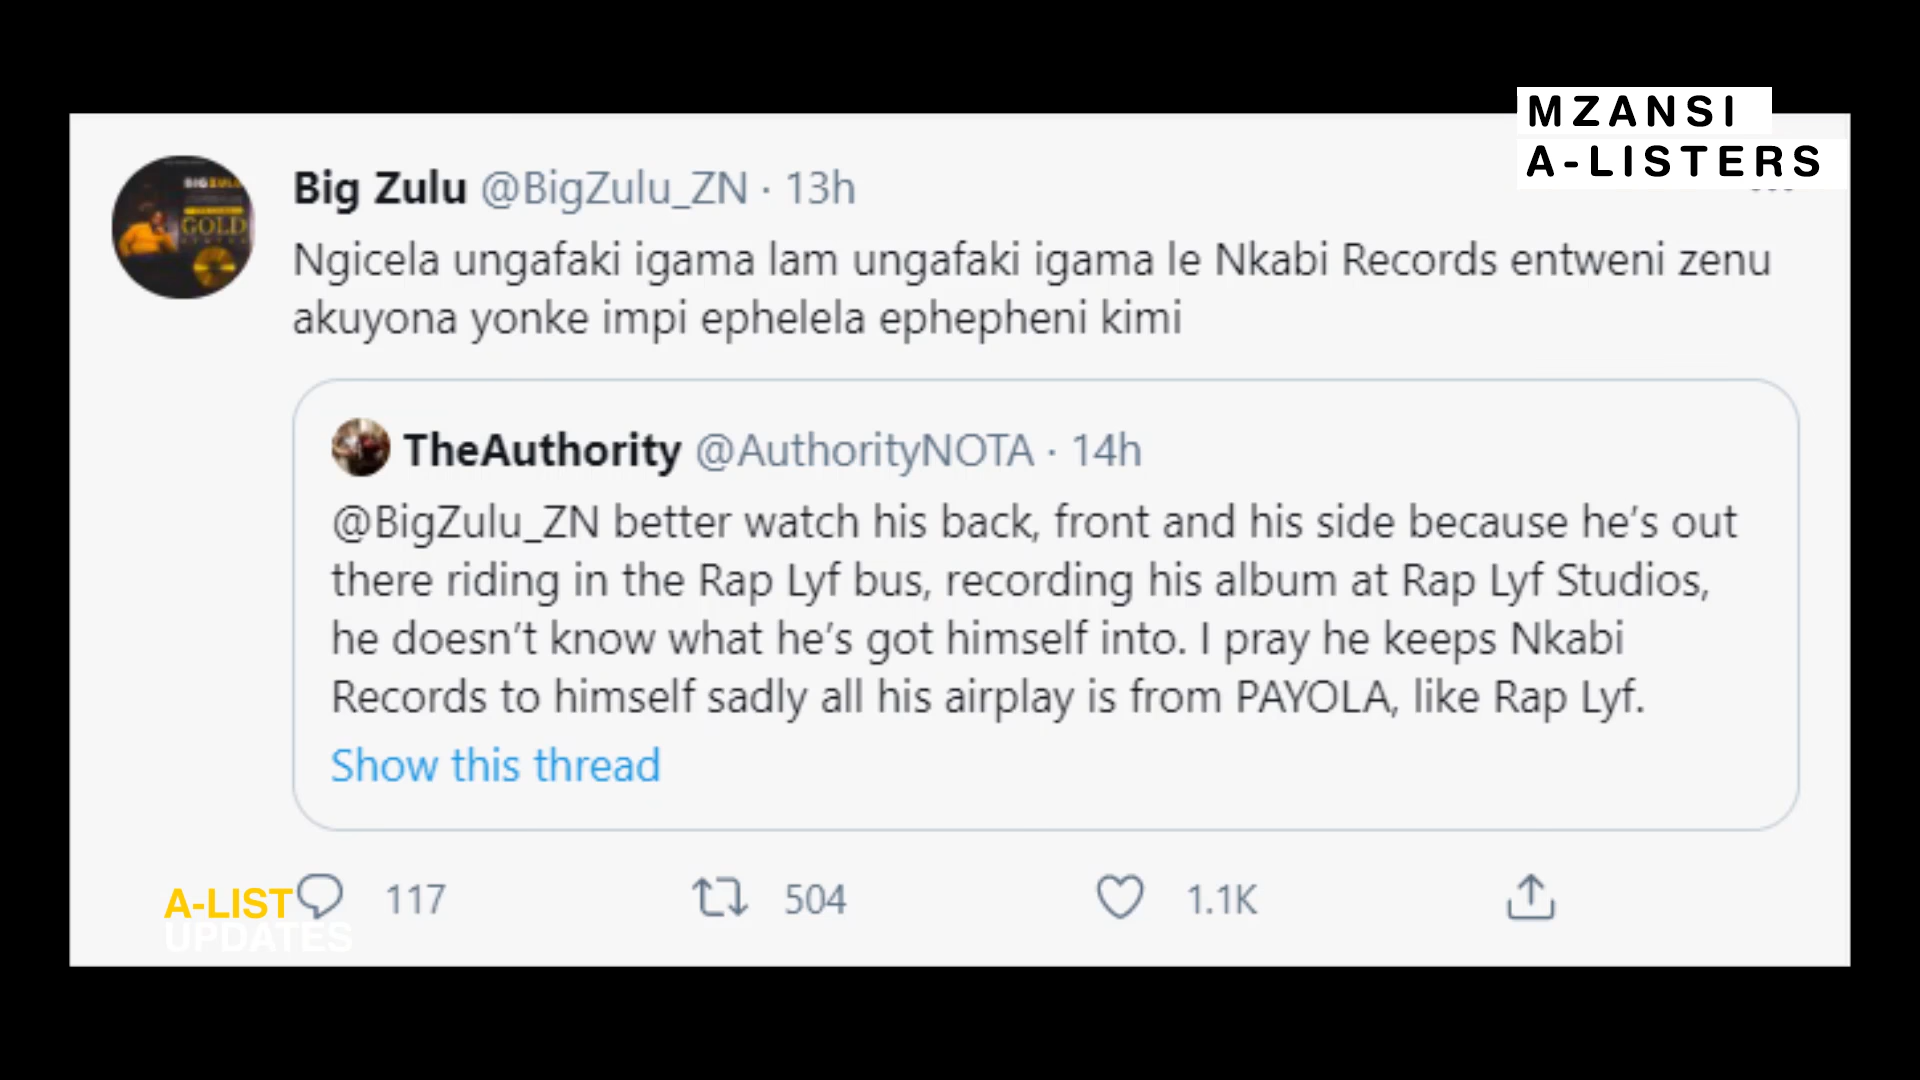 MZANSI
A-LISTERS
Big Zulu @BigZulu_ZN · 13h
Ngicela ungafaki igama lam ungafaki igama le Nkabi Records entweni zenu
akuyona yonke impi ephelela ephepheni kimi
TheAuthority @AuthorityNOTA · 14h
@BigZulu_ZN better watch his back, front and his side because he’s out
there riding in the Rap Lyf bus, recording his album at Rap Lyf Studios,
he doesn’t know what he’s got himself into. I pray he keeps Nkabi
Records to himself sadly all his airplay is from PAYOLA, like Rap Lyf.
Show this thread
117 504 1.1K
A-LIST
UPDATES
BIGZULU
GOLD